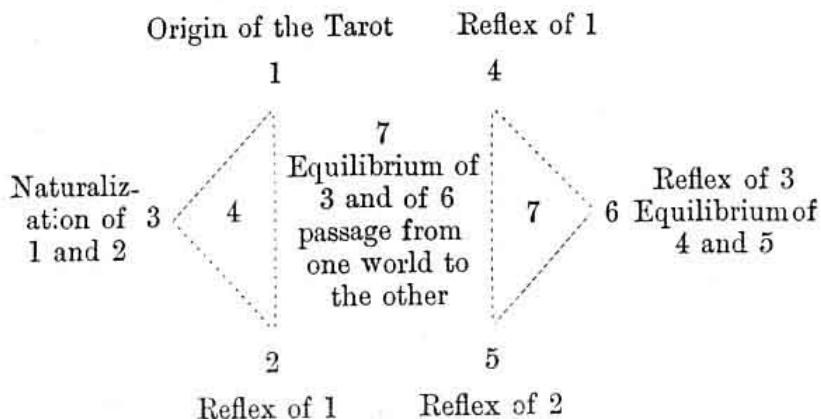 Origin of the Tarot Reflex of 1
1 4
7
Equilibrium of
3 and of 6
passage from
one world to
the other
Naturaliz-
ation of
1 and 2
3
4
7
6
Reflex of 3
Equilibrium of
4 and 5
2 5
Reflex of 1 Reflex of 2